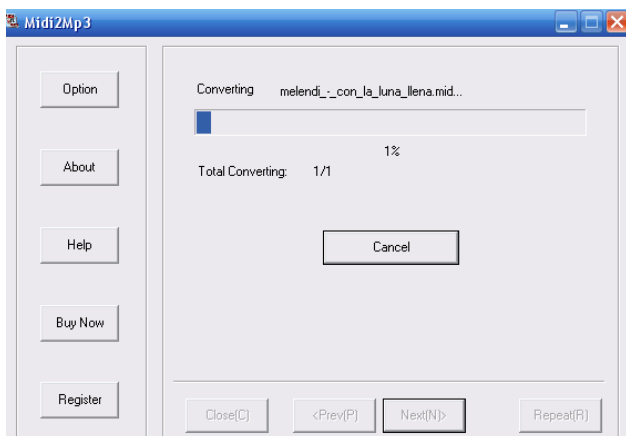 Midi2Mp3
Option
About
Help
Buy Now
Register
Converting melendi_-_con_la_luna_llena.mid...
1%
Total Converting: 1/1
Cancel
Close(C) <Prev(P) Next(N)> Repeat(R)